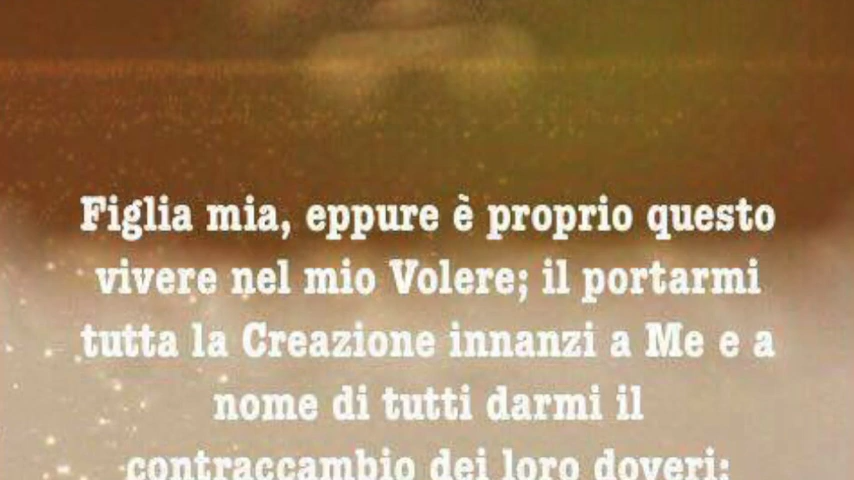 Figlia mia, eppure è proprio questo
vivere nel mio Volere; il portarmi
tutta la Creazione innanzi a Me e a
nome di tutti darmi il
contraccambio dei loro doveri;